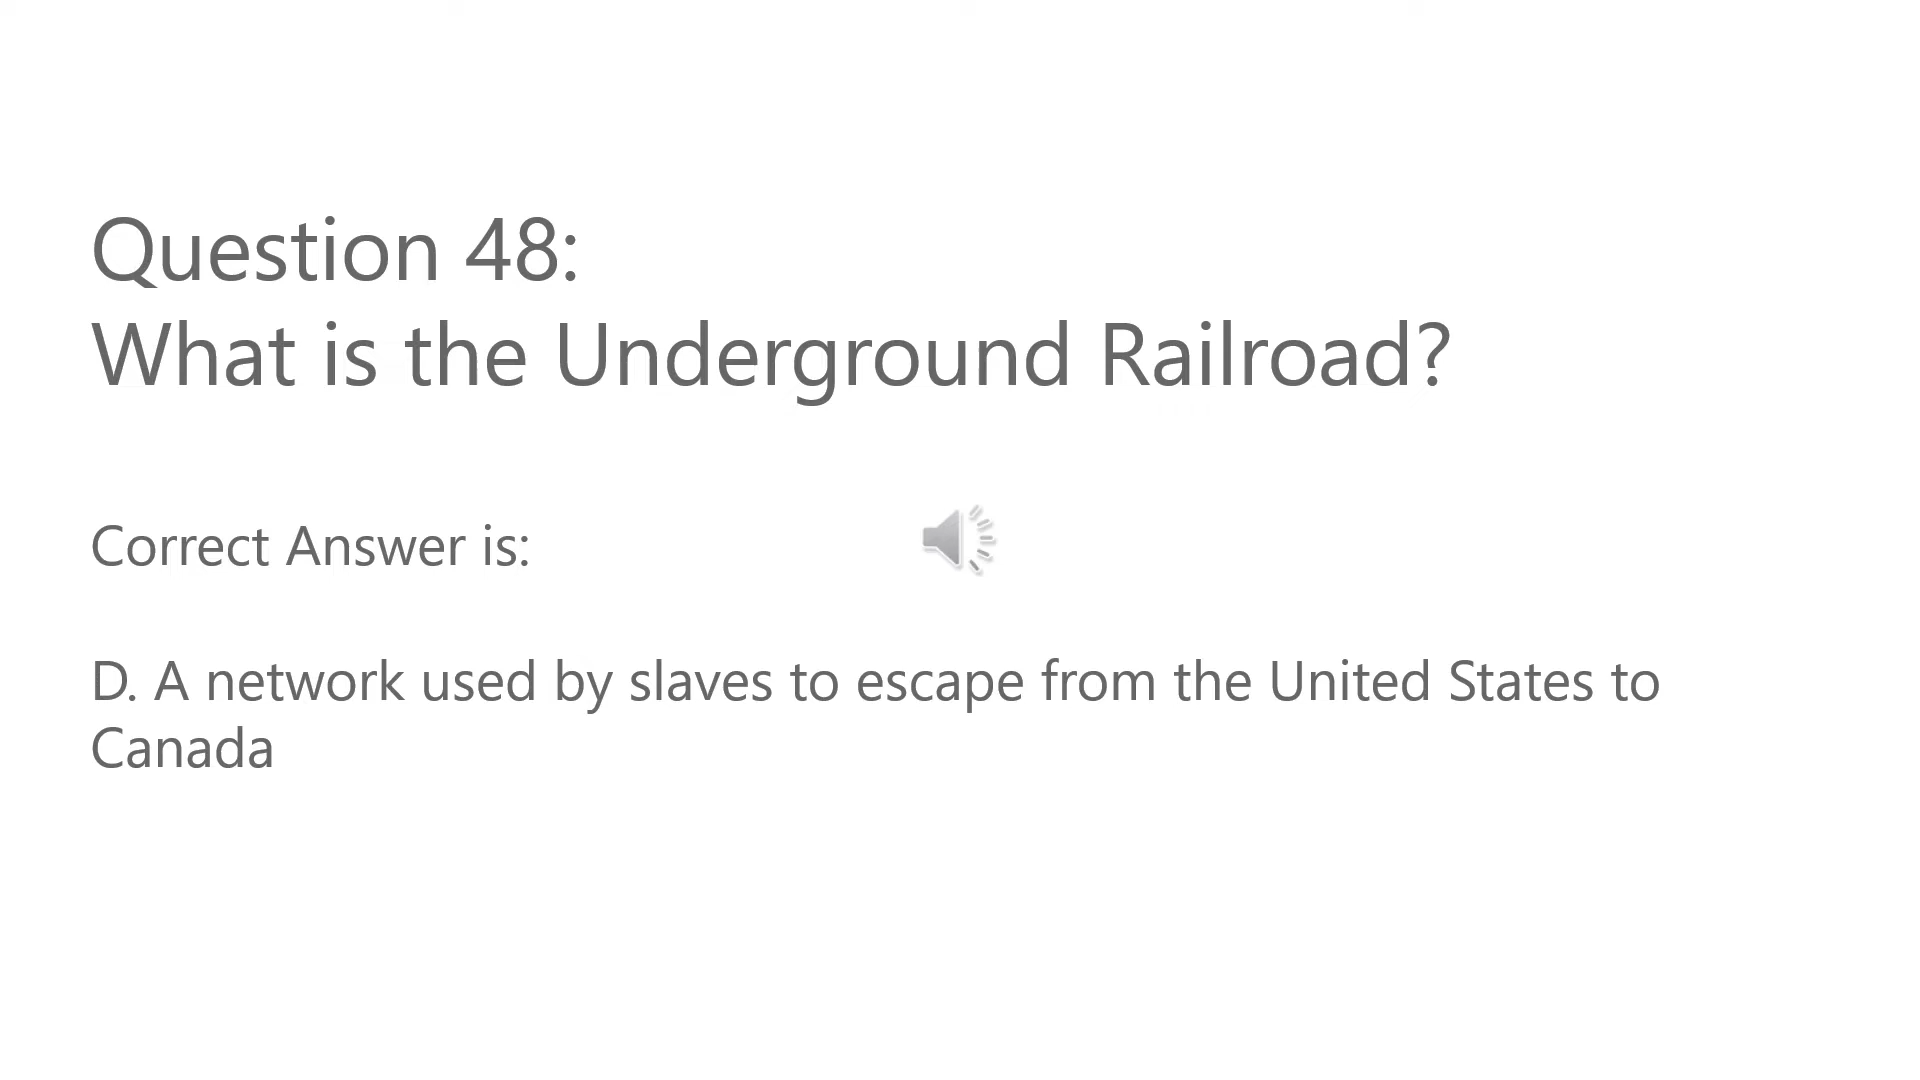 Question 48:
What is the Underground Railroad?
Correct Answer is:
D. A network used by slaves to escape from the United States to
Canada